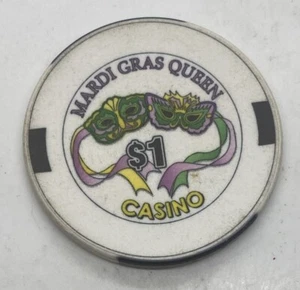 MARDI GRAS QUEEN
$1
CASINO